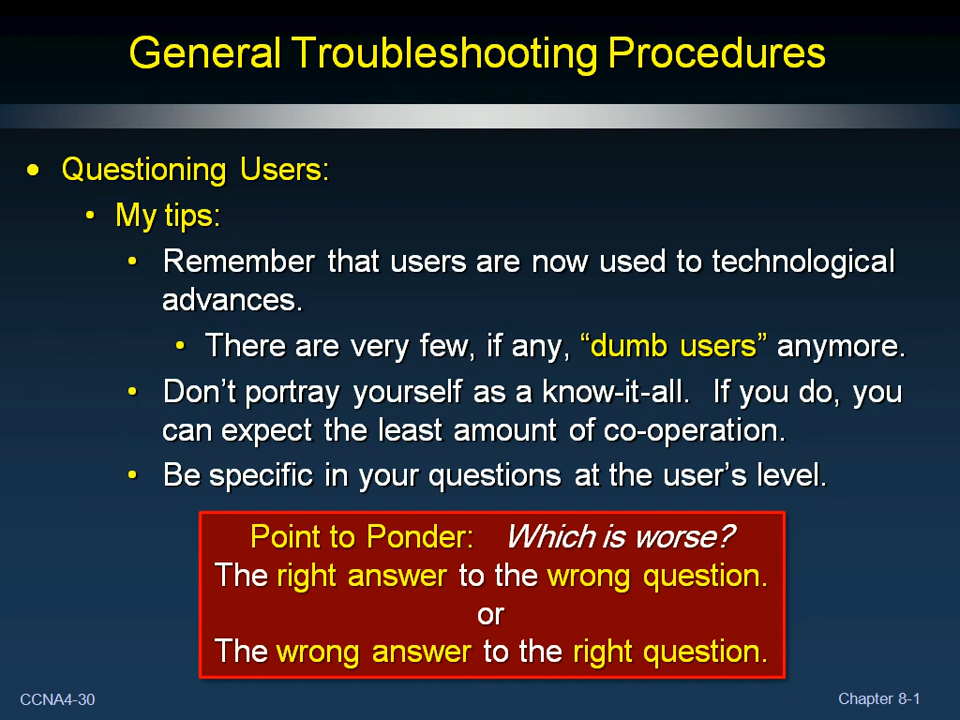 General Troubleshooting Procedures
• Questioning Users:
• My tips:
• Remember that users are now used to technological
advances.
• There are very few, if any, “dumb users” anymore.
• Don’t portray yourself as a know-it-all.  If you do, you
can expect the least amount of co-operation.
• Be specific in your questions at the user’s level.
Point to Ponder:   Which is worse?
The right answer to the wrong question.
or
The wrong answer to the right question.
CCNA4-30
Chapter 8-1